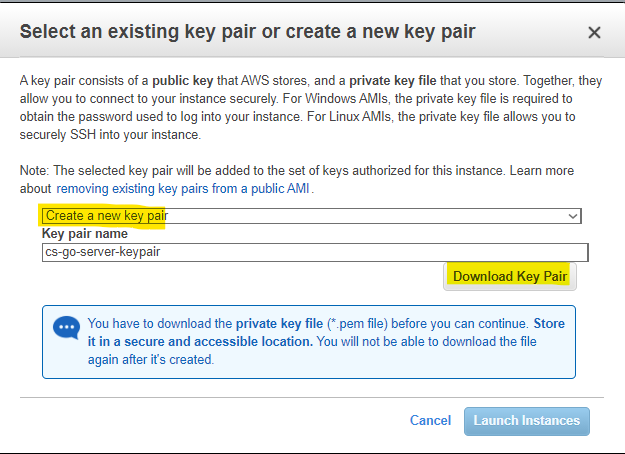 Select an existing key pair or create a new key pair
A key pair consists of a public key that AWS stores, and a private key file that you store. Together, they
allow you to connect to your instance securely. For Windows AMIs, the private key file is required to
obtain the password used to log into your instance. For Linux AMIs, the private key file allows you to
securely SSH into your instance.
Note: The selected key pair will be added to the set of keys authorized for this instance. Learn more
about removing existing key pairs from a public AMI.
Create a new key pair
Key pair name
cs-go-server-keypair
Download Key Pair
You have to download the private key file (*.pem file) before you can continue. Store
it in a secure and accessible location. You will not be able to download the file
again after it's created.
Cancel
Launch Instances